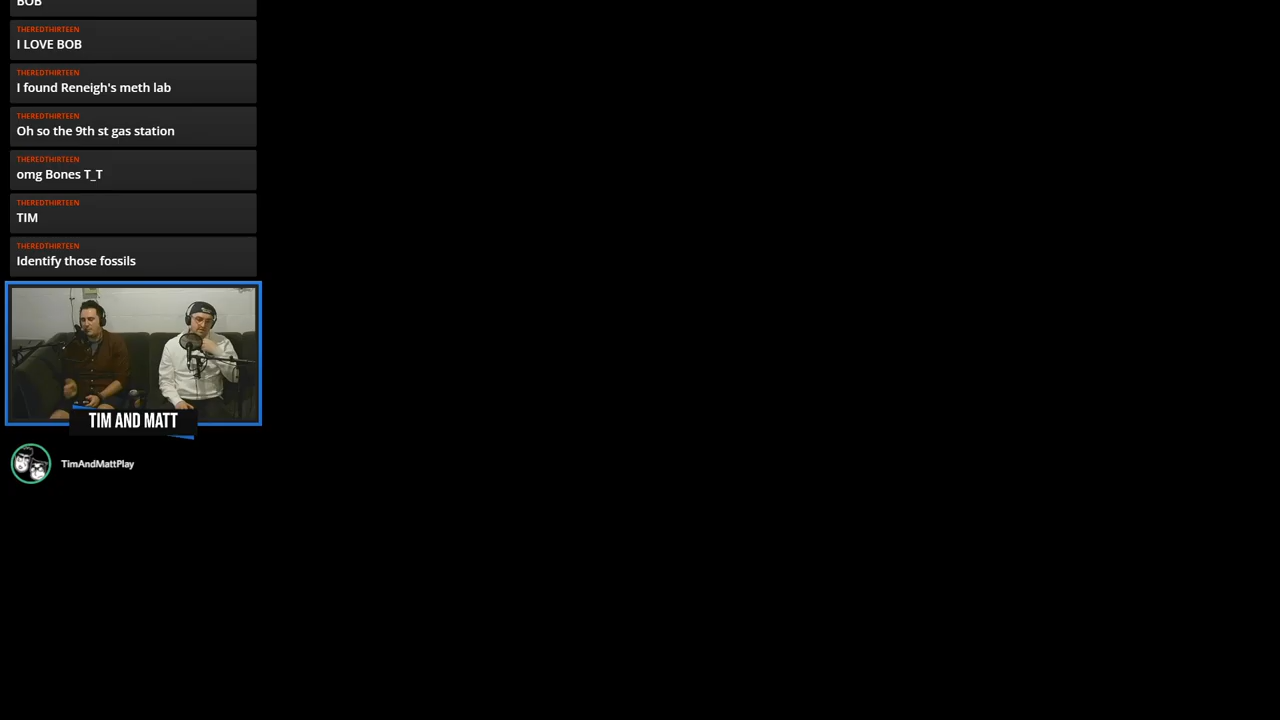 BOB
THEREDTHIRTEEN
I LOVE BOB
THEREDTHIRTEEN
I found Reneigh's meth lab
THEREDTHIRTEEN
Oh so the 9th st gas station
THEREDTHIRTEEN
omg Bones T_T
THEREDTHIRTEEN
TIM
THEREDTHIRTEEN
Identify those fossils
TIM AND MATT
TimAndMattPlay